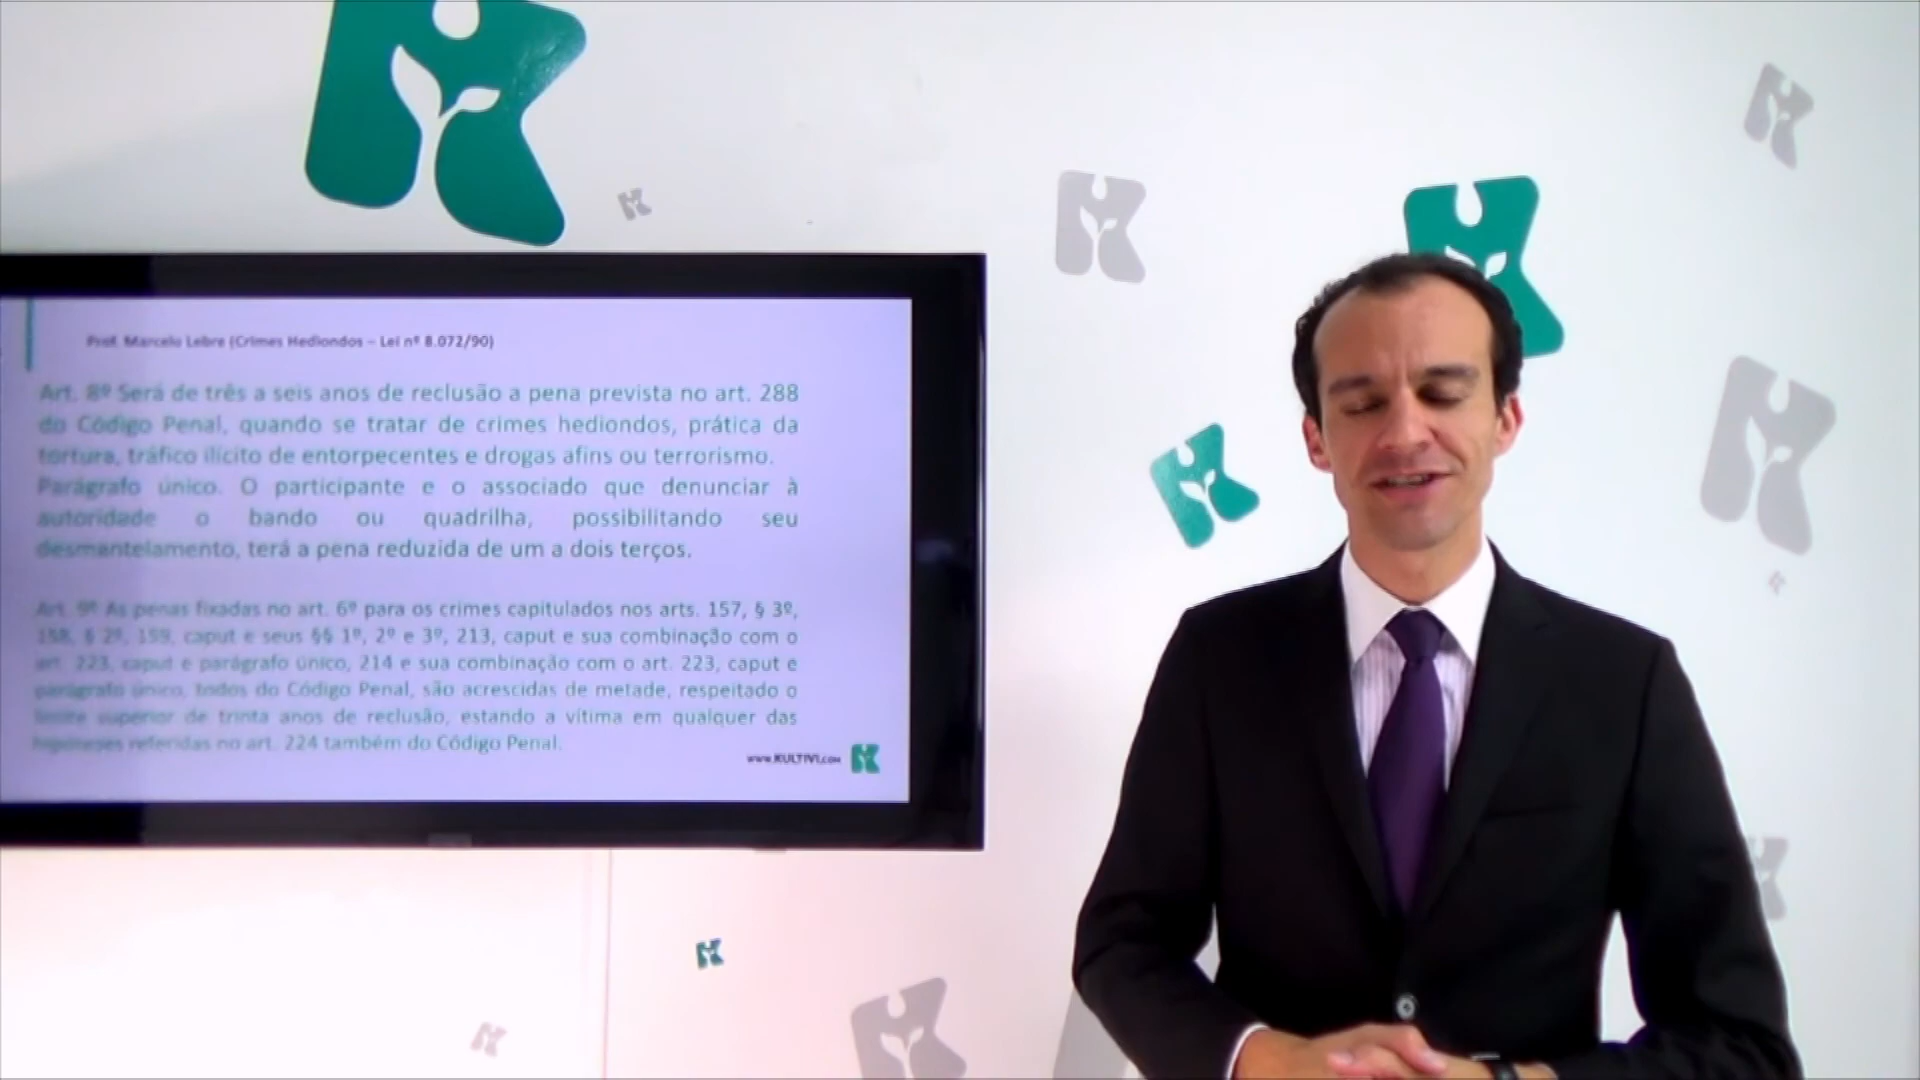 Prof. Marcelo Lebre (Crimes Hediondos – Lei nº 8.072/90)
Art. 8º Será de três a seis anos de reclusão a pena prevista no art. 288
do Código Penal, quando se tratar de crimes hediondos, prática da
tortura, tráfico ilícito de entorpecentes e drogas afins ou terrorismo.
Parágrafo único. O participante e o associado que denunciar à
autoridade o bando ou quadrilha, possibilitando seu
desmantelamento, terá a pena reduzida de um a dois terços.
Art. 9º As penas fixadas no art. 6º para os crimes capitulados nos arts. 157, § 3º,
158, § 2º, 159, caput e seus §§ 1º, 2º e 3º, 213, caput e sua combinação com o
art. 223, caput e parágrafo único, 214 e sua combinação com o art. 223, caput e
parágrafo único, todos do Código Penal, são acrescidas de metade, respeitado o
limite superior de trinta anos de reclusão, estando a vítima em qualquer das
hipóteses referidas no art. 224 também do Código Penal.
www.KULTIVI.com